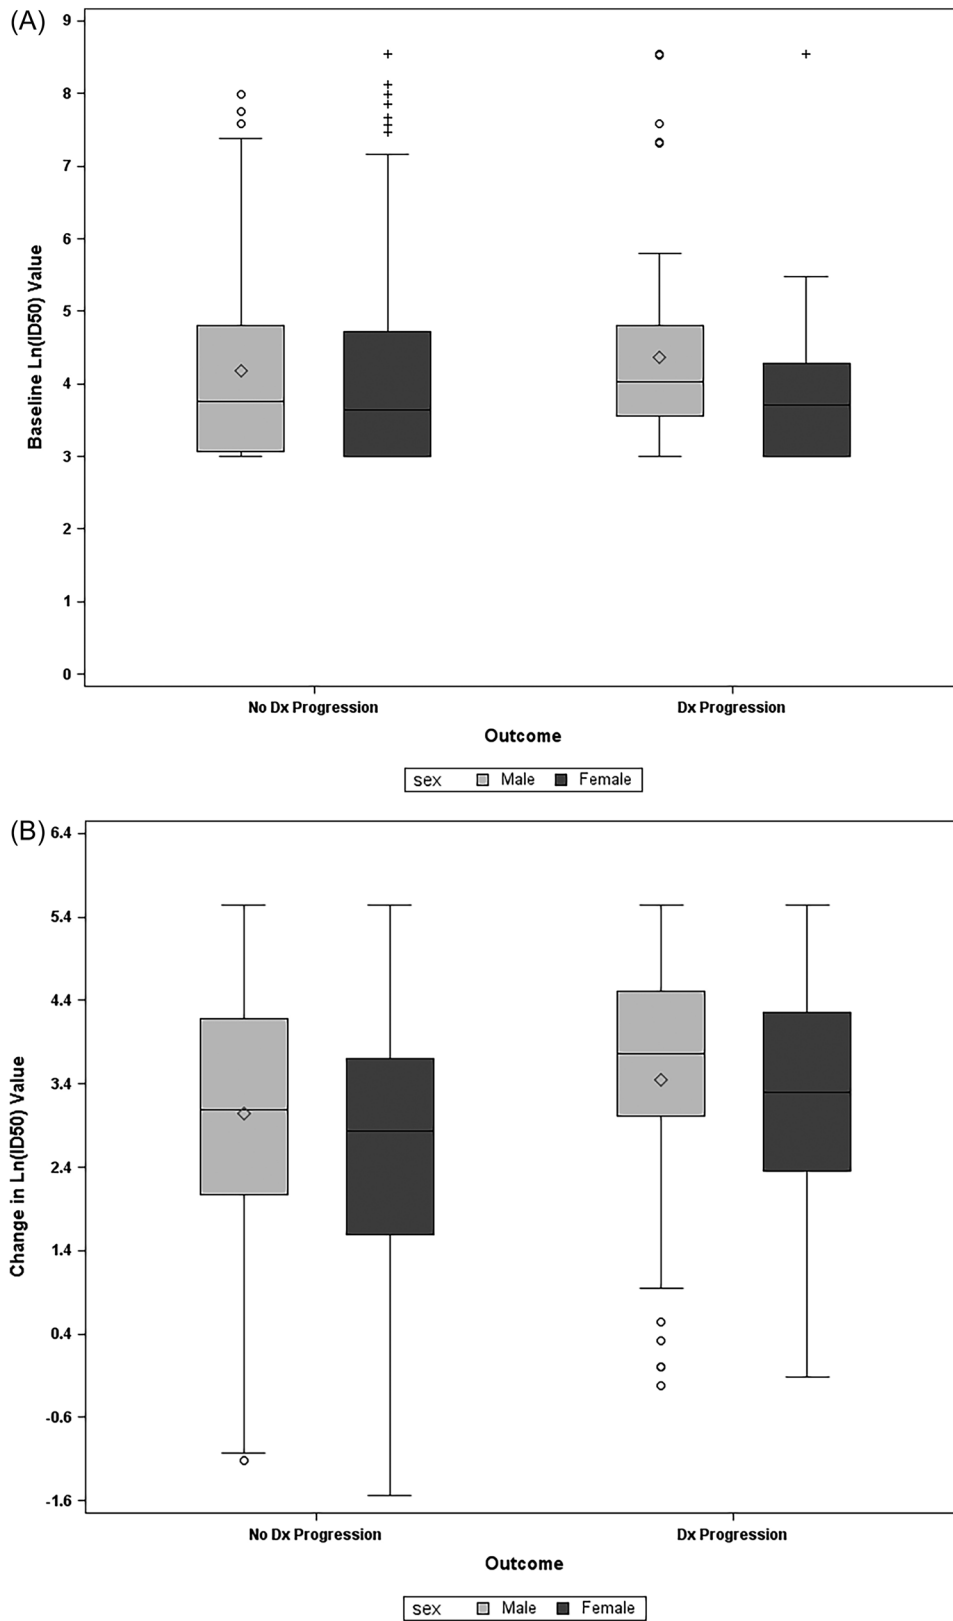 (A)
9
8
7
6
5
4
3
2
1
0
Baseline Ln(ID50) Value
No Dx Progression Dx Progression
Outcome
sex Male Female
(B)
6.4
5.4
4.4
3.4
2.4
1.4
0.4
-0.6
-1.6
Change in Ln(ID50) Value
No Dx Progression Dx Progression
Outcome
sex Male Female